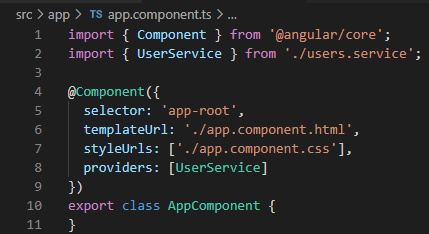 src > app > TS app.component.ts > ...
1 import { Component } from '@angular/core';
2 import { UserService } from './users.service';
3
4 @Component({
5   selector: 'app-root',
6   templateUrl: './app.component.html',
7   styleUrls: ['./app.component.css'],
8   providers: [UserService]
9 })
10 export class AppComponent {
11 }